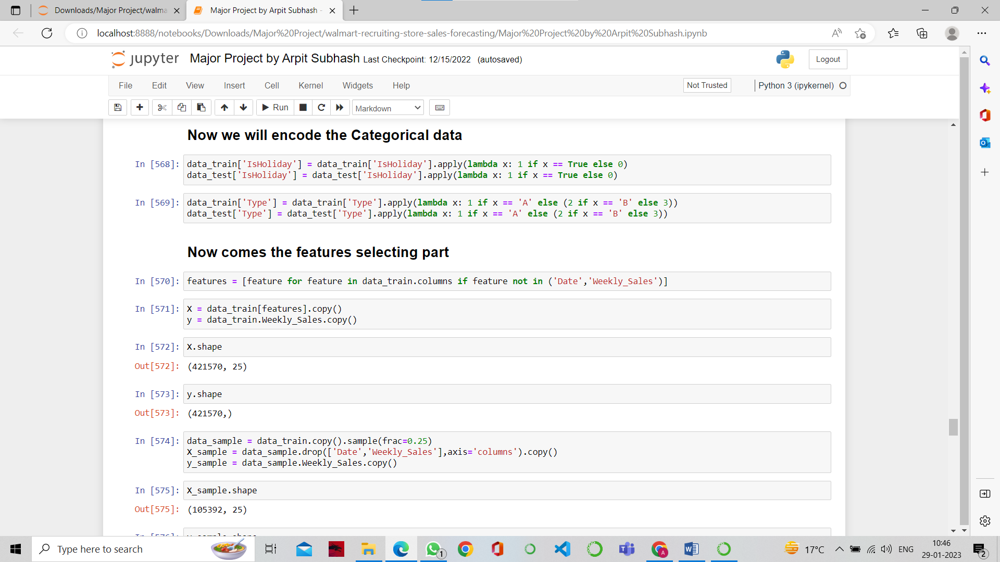 Downloads/Major Project/walma
Major Project by Arpit Subhash -
localhost:8888/notebooks/Downloads/Major%20Project/walmart-recruiting-store-sales-forecasting/Major%20Project%20by%20Arpit%20Subhash.ipynb
jupyter Major Project by Arpit Subhash Last Checkpoint: 12/15/2022 (autosaved)
Logout
File Edit View Insert Cell Kernel Widgets Help
Not Trusted Python 3 (ipykernel)
Run Markdown
Now we will encode the Categorical data
In [568]: data_train['IsHoliday'] = data_train['IsHoliday'].apply(lambda x: 1 if x == True else 0)
data_test['IsHoliday'] = data_test['IsHoliday'].apply(lambda x: 1 if x == True else 0)
In [569]: data_train['Type'] = data_train['Type'].apply(lambda x: 1 if x == 'A' else (2 if x == 'B' else 3))
data_test['Type'] = data_test['Type'].apply(lambda x: 1 if x == 'A' else (2 if x == 'B' else 3))
Now comes the features selecting part
In [570]: features = [feature for feature in data_train.columns if feature not in ('Date','Weekly_Sales')]
In [571]: X = data_train[features].copy()
y = data_train.Weekly_Sales.copy()
In [572]: X.shape
Out[572]: (421570, 25)
In [573]: y.shape
Out[573]: (421570,)
In [574]: data_sample = data_train.copy().sample(frac=0.25)
X_sample = data_sample.drop(['Date','Weekly_Sales'],axis='columns').copy()
y_sample = data_sample.Weekly_Sales.copy()
In [575]: X_sample.shape
Out[575]: (105392, 25)
Type here to search
1
A
17°C
ENG
10:46
29-01-2023
2